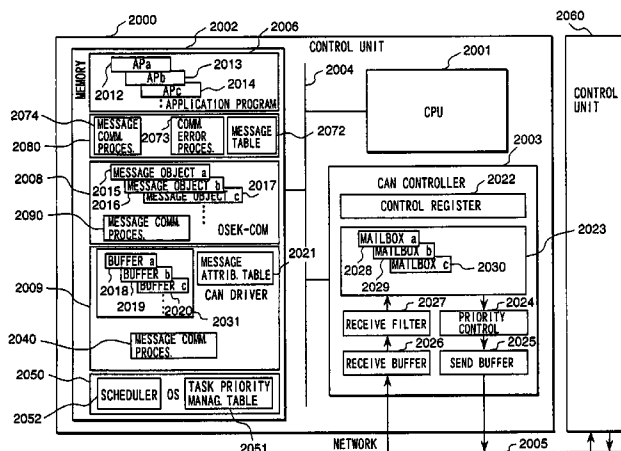 2000
2002
2006
CONTROL UNIT
2060
MEMORY
APa
APb
APc
2012
2013
2014
: APPLICATION PROGRAM
2004
2001
CPU
CONTROL
UNIT
2074
2080
MESSAGE
COMM.
PROCES.
2073
COMM.
ERROR
PROCES.
MESSAGE
TABLE
2072
2003
2008
MESSAGE OBJECT a
MESSAGE OBJECT b
MESSAGE OBJECT c
2015
2016
2017
2090
MESSAGE COMM.
PROCES.
OSEK-COM
CAN CONTROLLER
2022
CONTROL REGISTER
2023
MAILBOX a
MAILBOX b
MAILBOX c
2028
2029
2030
2009
BUFFER a
BUFFER b
BUFFER c
2018
2019
2020
2031
2021
MESSAGE
ATTRIB. TABLE
CAN DRIVER
2040
MESSAGE COMM.
PROCES.
2027
RECEIVE FILTER
2024
PRIORITY
CONTROL
2026
RECEIVE BUFFER
2025
SEND BUFFER
2050
2052
SCHEDULER
OS
TASK PRIORITY
MANAG. TABLE
2051
NETWORK
2005